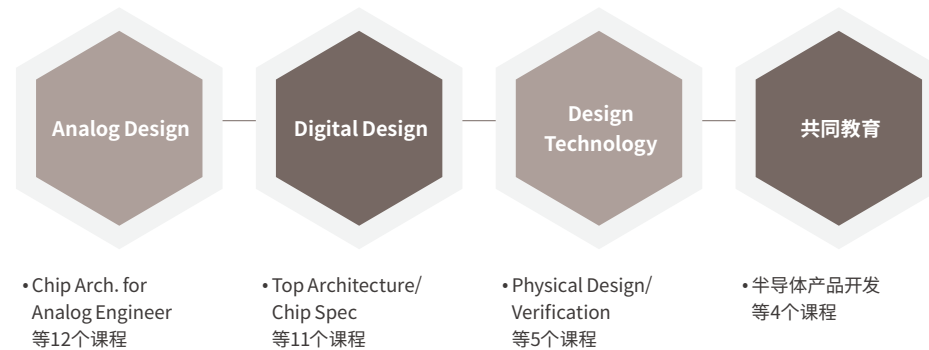 Analog Design
Digital Design
Design
Technology
共同教育
• Chip Arch. for
Analog Engineer
等12个课程
• Top Architecture/
Chip Spec
等11个课程
• Physical Design/
Verification
等5个课程
• 半导体产品开发
等4个课程